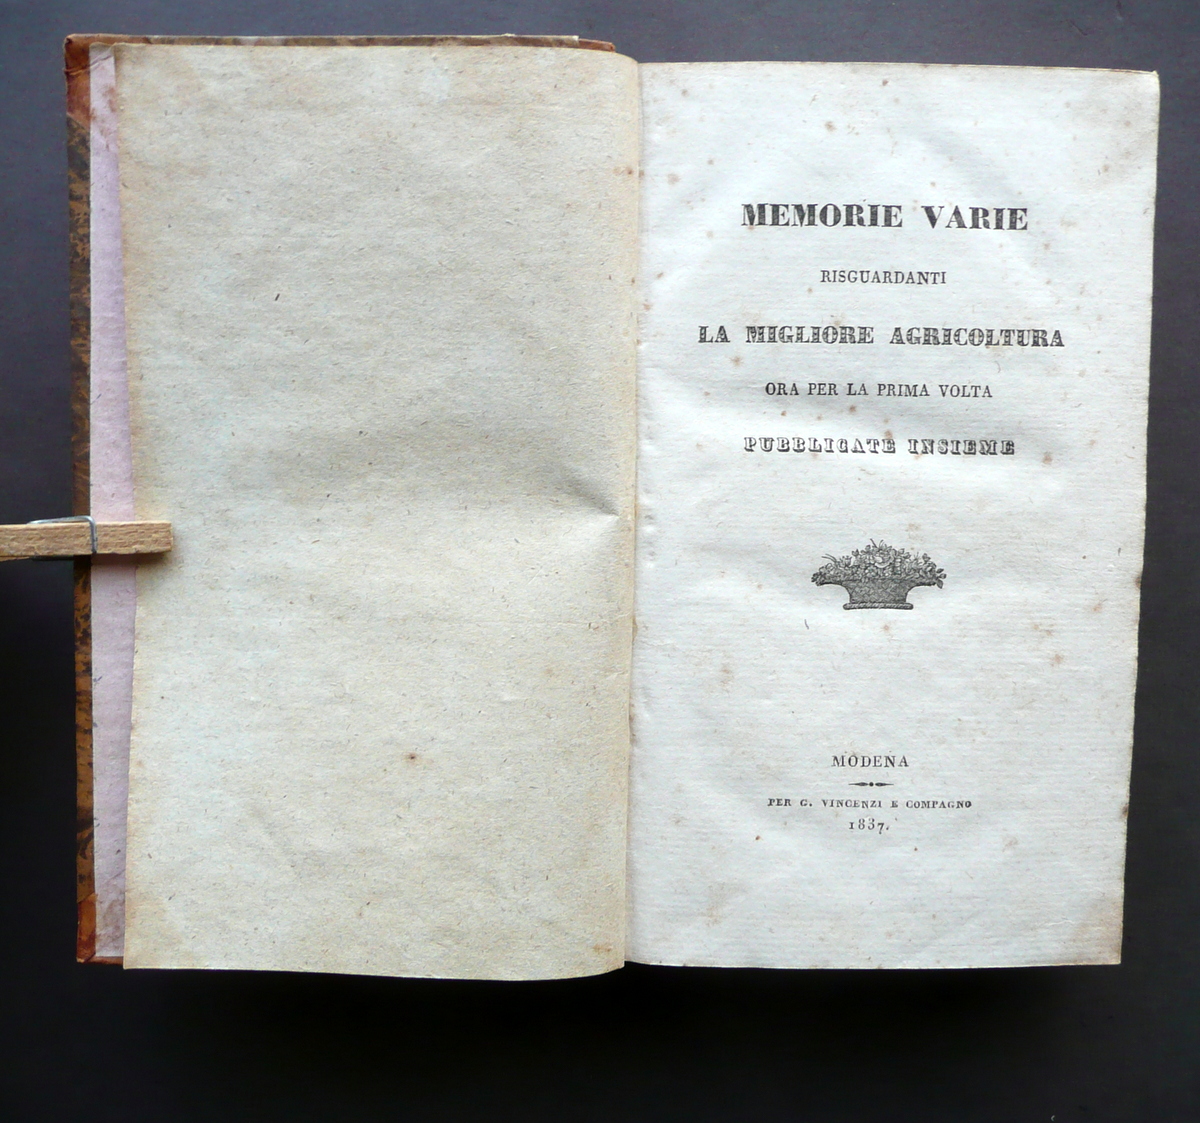 MEMORIE VARIE
RISGUARDANTI
LA MIGLIORE AGRICOLTURA
ORA PER LA PRIMA VOLTA
PUBBLICATE INSIEME
MODENA
PER G. VINCENZI E COMPAGNO
1837.